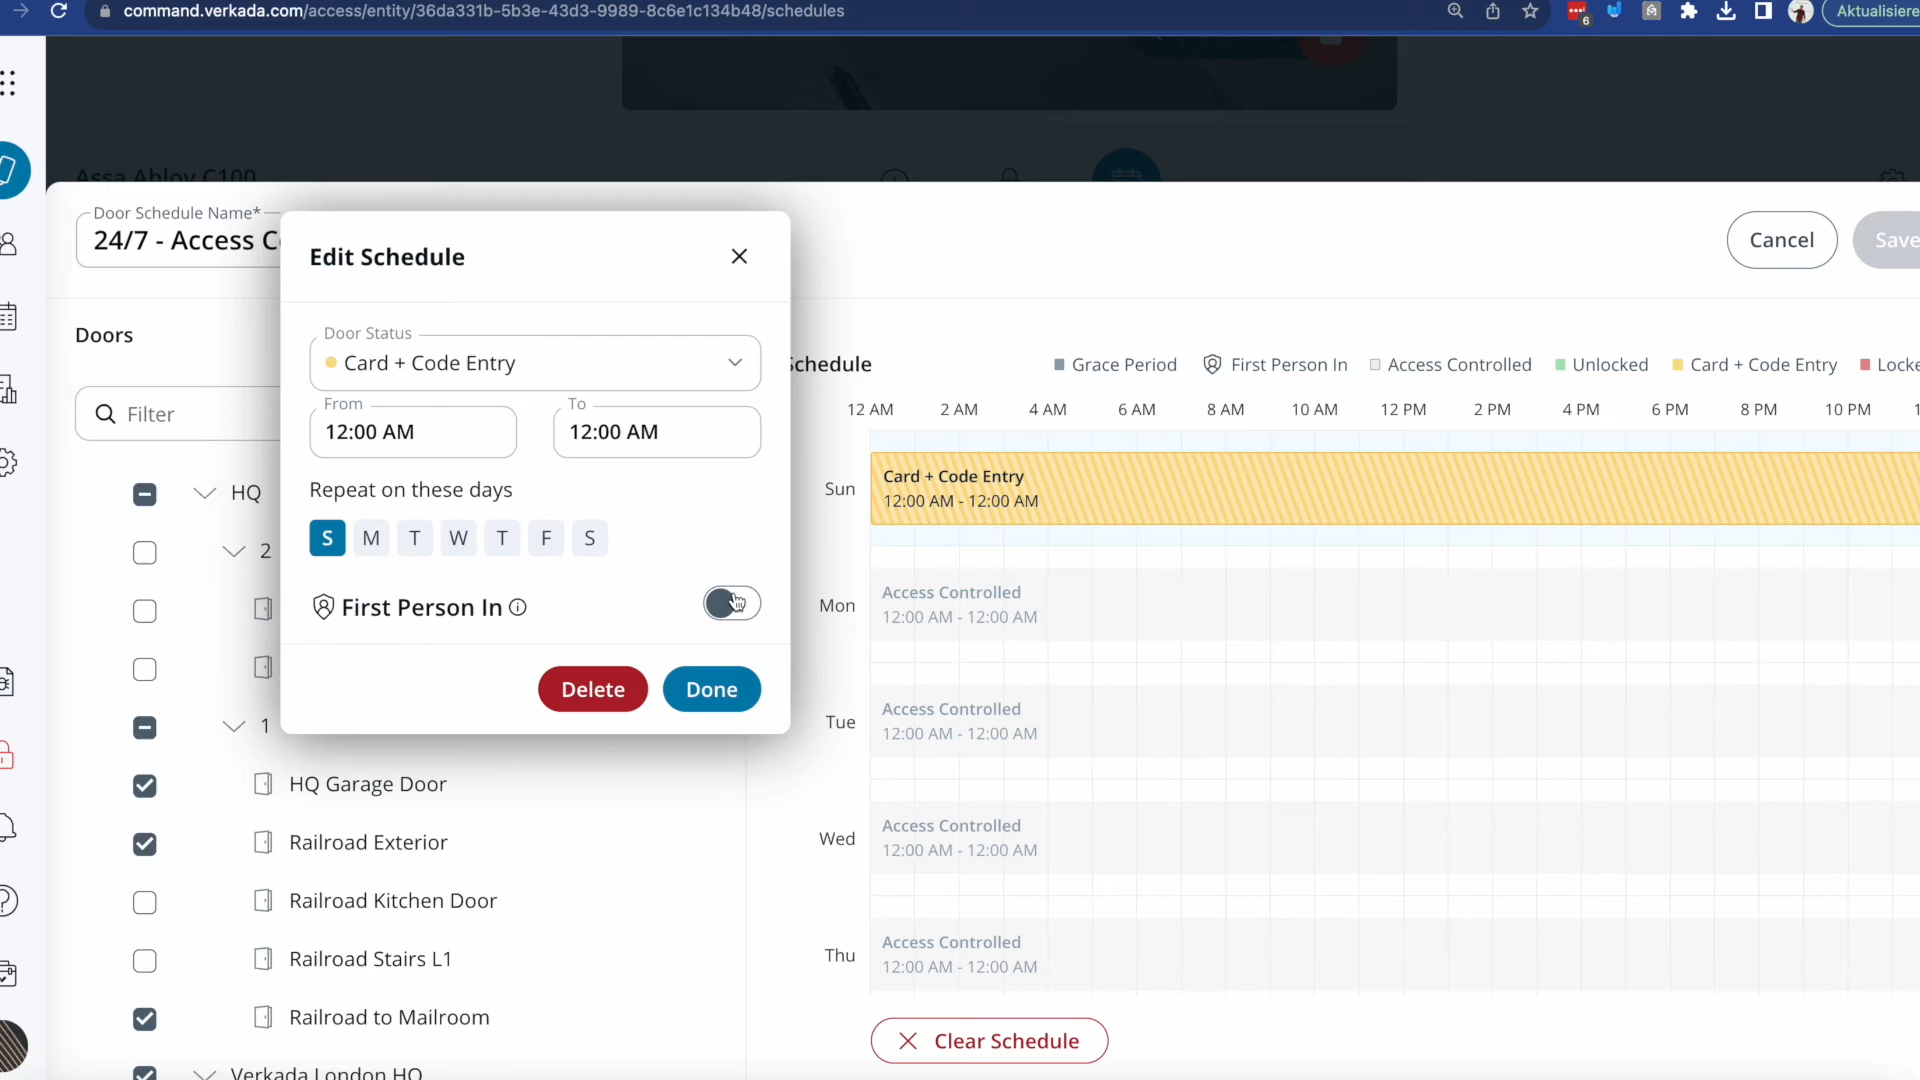 command.verkada.com/access/entity/36da331b-5b3e-43d3-9989-8c6e1c134b48/schedules
6
Aktualisiere
Assa Abloy C100
Door Schedule Name*
24/7 - Access C
Cancel
Save
Edit Schedule
Door Status
Card + Code Entry
From
12:00 AM
To
12:00 AM
Repeat on these days
S M T W T F S
First Person In
Delete
Done
Doors
Filter
HQ
2
1
HQ Garage Door
Railroad Exterior
Railroad Kitchen Door
Railroad Stairs L1
Railroad to Mailroom
Verkada London HQ
Schedule
Grace Period
First Person In
Access Controlled
Unlocked
Card + Code Entry
Locke
12 AM 2 AM 4 AM 6 AM 8 AM 10 AM 12 PM 2 PM 4 PM 6 PM 8 PM 10 PM 1
Sun
Card + Code Entry
12:00 AM - 12:00 AM
Mon
Access Controlled
12:00 AM - 12:00 AM
Tue
Access Controlled
12:00 AM - 12:00 AM
Wed
Access Controlled
12:00 AM - 12:00 AM
Thu
Access Controlled
12:00 AM - 12:00 AM
Clear Schedule